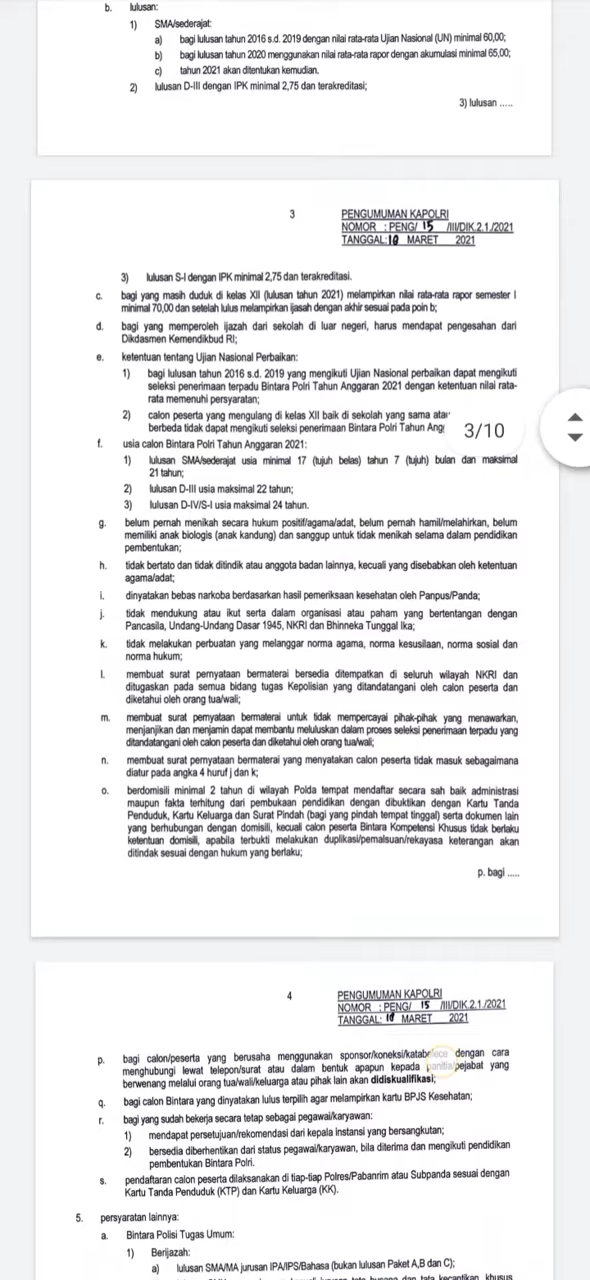 b. lulusan:
1) SMA/sederajat:
a) bagi lulusan tahun 2016 s.d. 2019 dengan nilai rata-rata Ujian Nasional (UN) minimal 60,00;
b) bagi lulusan tahun 2020 menggunakan nilai rata-rata rapor dengan akumulasi minimal 65,00;
c) tahun 2021 akan ditentukan kemudian.
2) lulusan D-III dengan IPK minimal 2,75 dan terakreditasi;
3) lulusan .....
3
PENGUMUMAN KAPOLRI
NOMOR : PENG/ 15 /III/DIK.2.1./2021
TANGGAL: 10 MARET 2021
3) lulusan S-I dengan IPK minimal 2,75 dan terakreditasi.
c. bagi yang masih duduk di kelas XII (lulusan tahun 2021) melampirkan nilai rata-rata rapor semester I
minimal 70,00 dan setelah lulus melampirkan ijasah dengan akhir sesuai pada poin b;
d. bagi yang memperoleh ijazah dari sekolah di luar negeri, harus mendapat pengesahan dari
Dikdasmen Kemendikbud RI;
e. ketentuan tentang Ujian Nasional Perbaikan:
1) bagi lulusan tahun 2016 s.d. 2019 yang mengikuti Ujian Nasional perbaikan dapat mengikuti
seleksi penerimaan terpadu Bintara Polri Tahun Anggaran 2021 dengan ketentuan nilai rata-
rata memenuhi persyaratan;
2) calon peserta yang mengulang di kelas XII baik di sekolah yang sama atau
berbeda tidak dapat mengikuti seleksi penerimaan Bintara Polri Tahun Ang
3/10
f. usia calon Bintara Polri Tahun Anggaran 2021:
1) lulusan SMA/sederajat usia minimal 17 (tujuh belas) tahun 7 (tujuh) bulan dan maksimal
21 tahun;
2) lulusan D-III usia maksimal 22 tahun;
3) lulusan D-IV/S-I usia maksimal 24 tahun.
g. belum pernah menikah secara hukum positif/agama/adat, belum pernah hamil/melahirkan, belum
memiliki anak biologis (anak kandung) dan sanggup untuk tidak menikah selama dalam pendidikan
pembentukan;
h. tidak bertato dan tidak ditindik atau anggota badan lainnya, kecuali yang disebabkan oleh ketentuan
agama/adat;
i. dinyatakan bebas narkoba berdasarkan hasil pemeriksaan kesehatan oleh Panpus/Panda;
j. tidak mendukung atau ikut serta dalam organisasi atau paham yang bertentangan dengan
Pancasila, Undang-Undang Dasar 1945, NKRI dan Bhinneka Tunggal Ika;
k. tidak melakukan perbuatan yang melanggar norma agama, norma kesusilaan, norma sosial dan
norma hukum;
l. membuat surat pernyataan bermaterai bersedia ditempatkan di seluruh wilayah NKRI dan
ditugaskan pada semua bidang tugas Kepolisian yang ditandatangani oleh calon peserta dan
diketahui oleh orang tua/wali;
m. membuat surat pernyataan bermaterai untuk tidak mempercayai pihak-pihak yang menawarkan,
menjanjikan dan menjamin dapat membantu meluluskan dalam proses seleksi penerimaan terpadu yang
ditandatangani oleh calon peserta dan diketahui oleh orang tua/wali;
n. membuat surat pernyataan bermaterai yang menyatakan calon peserta tidak masuk sebagaimana
diatur pada angka 4 huruf j dan k;
o. berdomisili minimal 2 tahun di wilayah Polda tempat mendaftar secara sah baik administrasi
maupun fakta terhitung dari pembukaan pendidikan dengan dibuktikan dengan Kartu Tanda
Penduduk, Kartu Keluarga dan Surat Pindah (bagi yang pindah tempat tinggal) serta dokumen lain
yang berhubungan dengan domisili, kecuali calon peserta Bintara Kompetensi Khusus tidak berlaku
ketentuan domisili, apabila terbukti melakukan duplikasi/pemalsuan/rekayasa keterangan akan
ditindak sesuai dengan hukum yang berlaku;
p. bagi .....
4
PENGUMUMAN KAPOLRI
NOMOR : PENG/ 15 /III/DIK.2.1./2021
TANGGAL: 10 MARET 2021
p. bagi calon/peserta yang berusaha menggunakan sponsor/koneksi/katabelece dengan cara
menghubungi lewat telepon/surat atau dalam bentuk apapun kepada panitia/pejabat yang
berwenang melalui orang tua/wali/keluarga atau pihak lain akan didiskualifikasi;
q. bagi calon Bintara yang dinyatakan lulus terpilih agar melampirkan kartu BPJS Kesehatan;
r. bagi yang sudah bekerja secara tetap sebagai pegawai/karyawan:
1) mendapat persetujuan/rekomendasi dari kepala instansi yang bersangkutan;
2) bersedia diberhentikan dari status pegawai/karyawan, bila diterima dan mengikuti pendidikan
pembentukan Bintara Polri.
s. pendaftaran calon peserta dilaksanakan di tiap-tiap Polres/Pabanrim atau Subpanda sesuai dengan
Kartu Tanda Penduduk (KTP) dan Kartu Keluarga (KK).
5. persyaratan lainnya:
a. Bintara Polisi Tugas Umum:
1) Berijazah:
a) lulusan SMA/MA jurusan IPA/IPS/Bahasa (bukan lulusan Paket A,B dan C);
dan tata kecantikan khusus